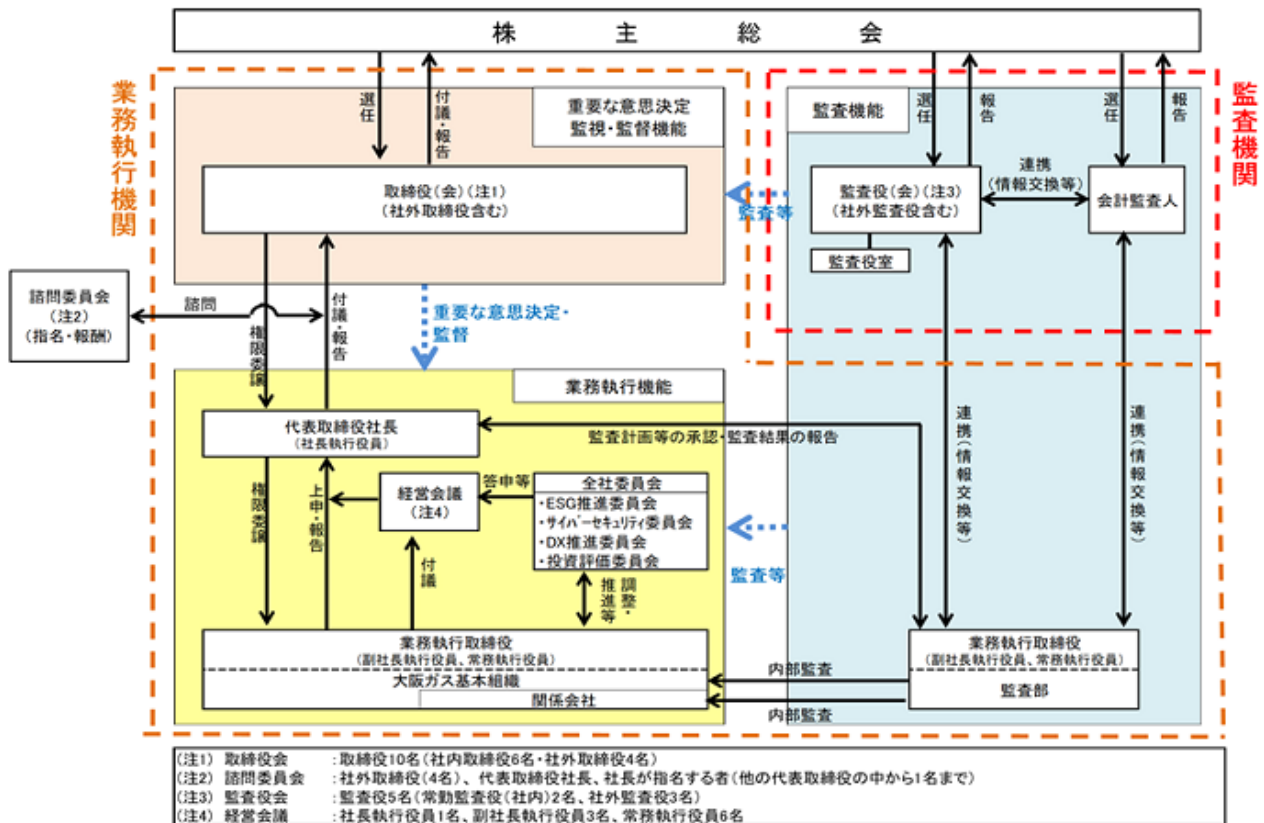 株主総会
業務執行機関
監査機関
選任
付議・報告
重要な意思決定
監視・監督機能
監査機能
選任
報告
選任
報告
取締役(会)(注1)
(社外取締役含む)
監査等
監査役(会)(注3)
(社外監査役含む)
連携
(情報交換等)
会計監査人
監査役室
諮問委員会
(注2)
(指名・報酬)
諮問
権限委譲
付議・報告
重要な意思決定・
監督
業務執行機能
代表取締役社長
(社長執行役員)
監査計画等の承認・監査結果の報告
連携(情報交換等)
連携(情報交換等)
権限委譲
上申・報告
経営会議
(注4)
答申等
全社委員会
・ESG推進委員会
・サイバーセキュリティ委員会
・DX推進委員会
・投資評価委員会
付議
調整・
推進等
監査等
業務執行取締役
(副社長執行役員、常務執行役員)
大阪ガス基本組織
関係会社
内部監査
内部監査
業務執行取締役
(副社長執行役員、常務執行役員)
監査部
(注1) 取締役会 :取締役10名(社内取締役6名・社外取締役4名)
(注2) 諮問委員会 :社外取締役(4名)、代表取締役社長、社長が指名する者(他の代表取締役の中から1名まで)
(注3) 監査役会 :監査役5名(常勤監査役(社内)2名、社外監査役3名)
(注4) 経営会議 :社長執行役員1名、副社長執行役員3名、常務執行役員6名